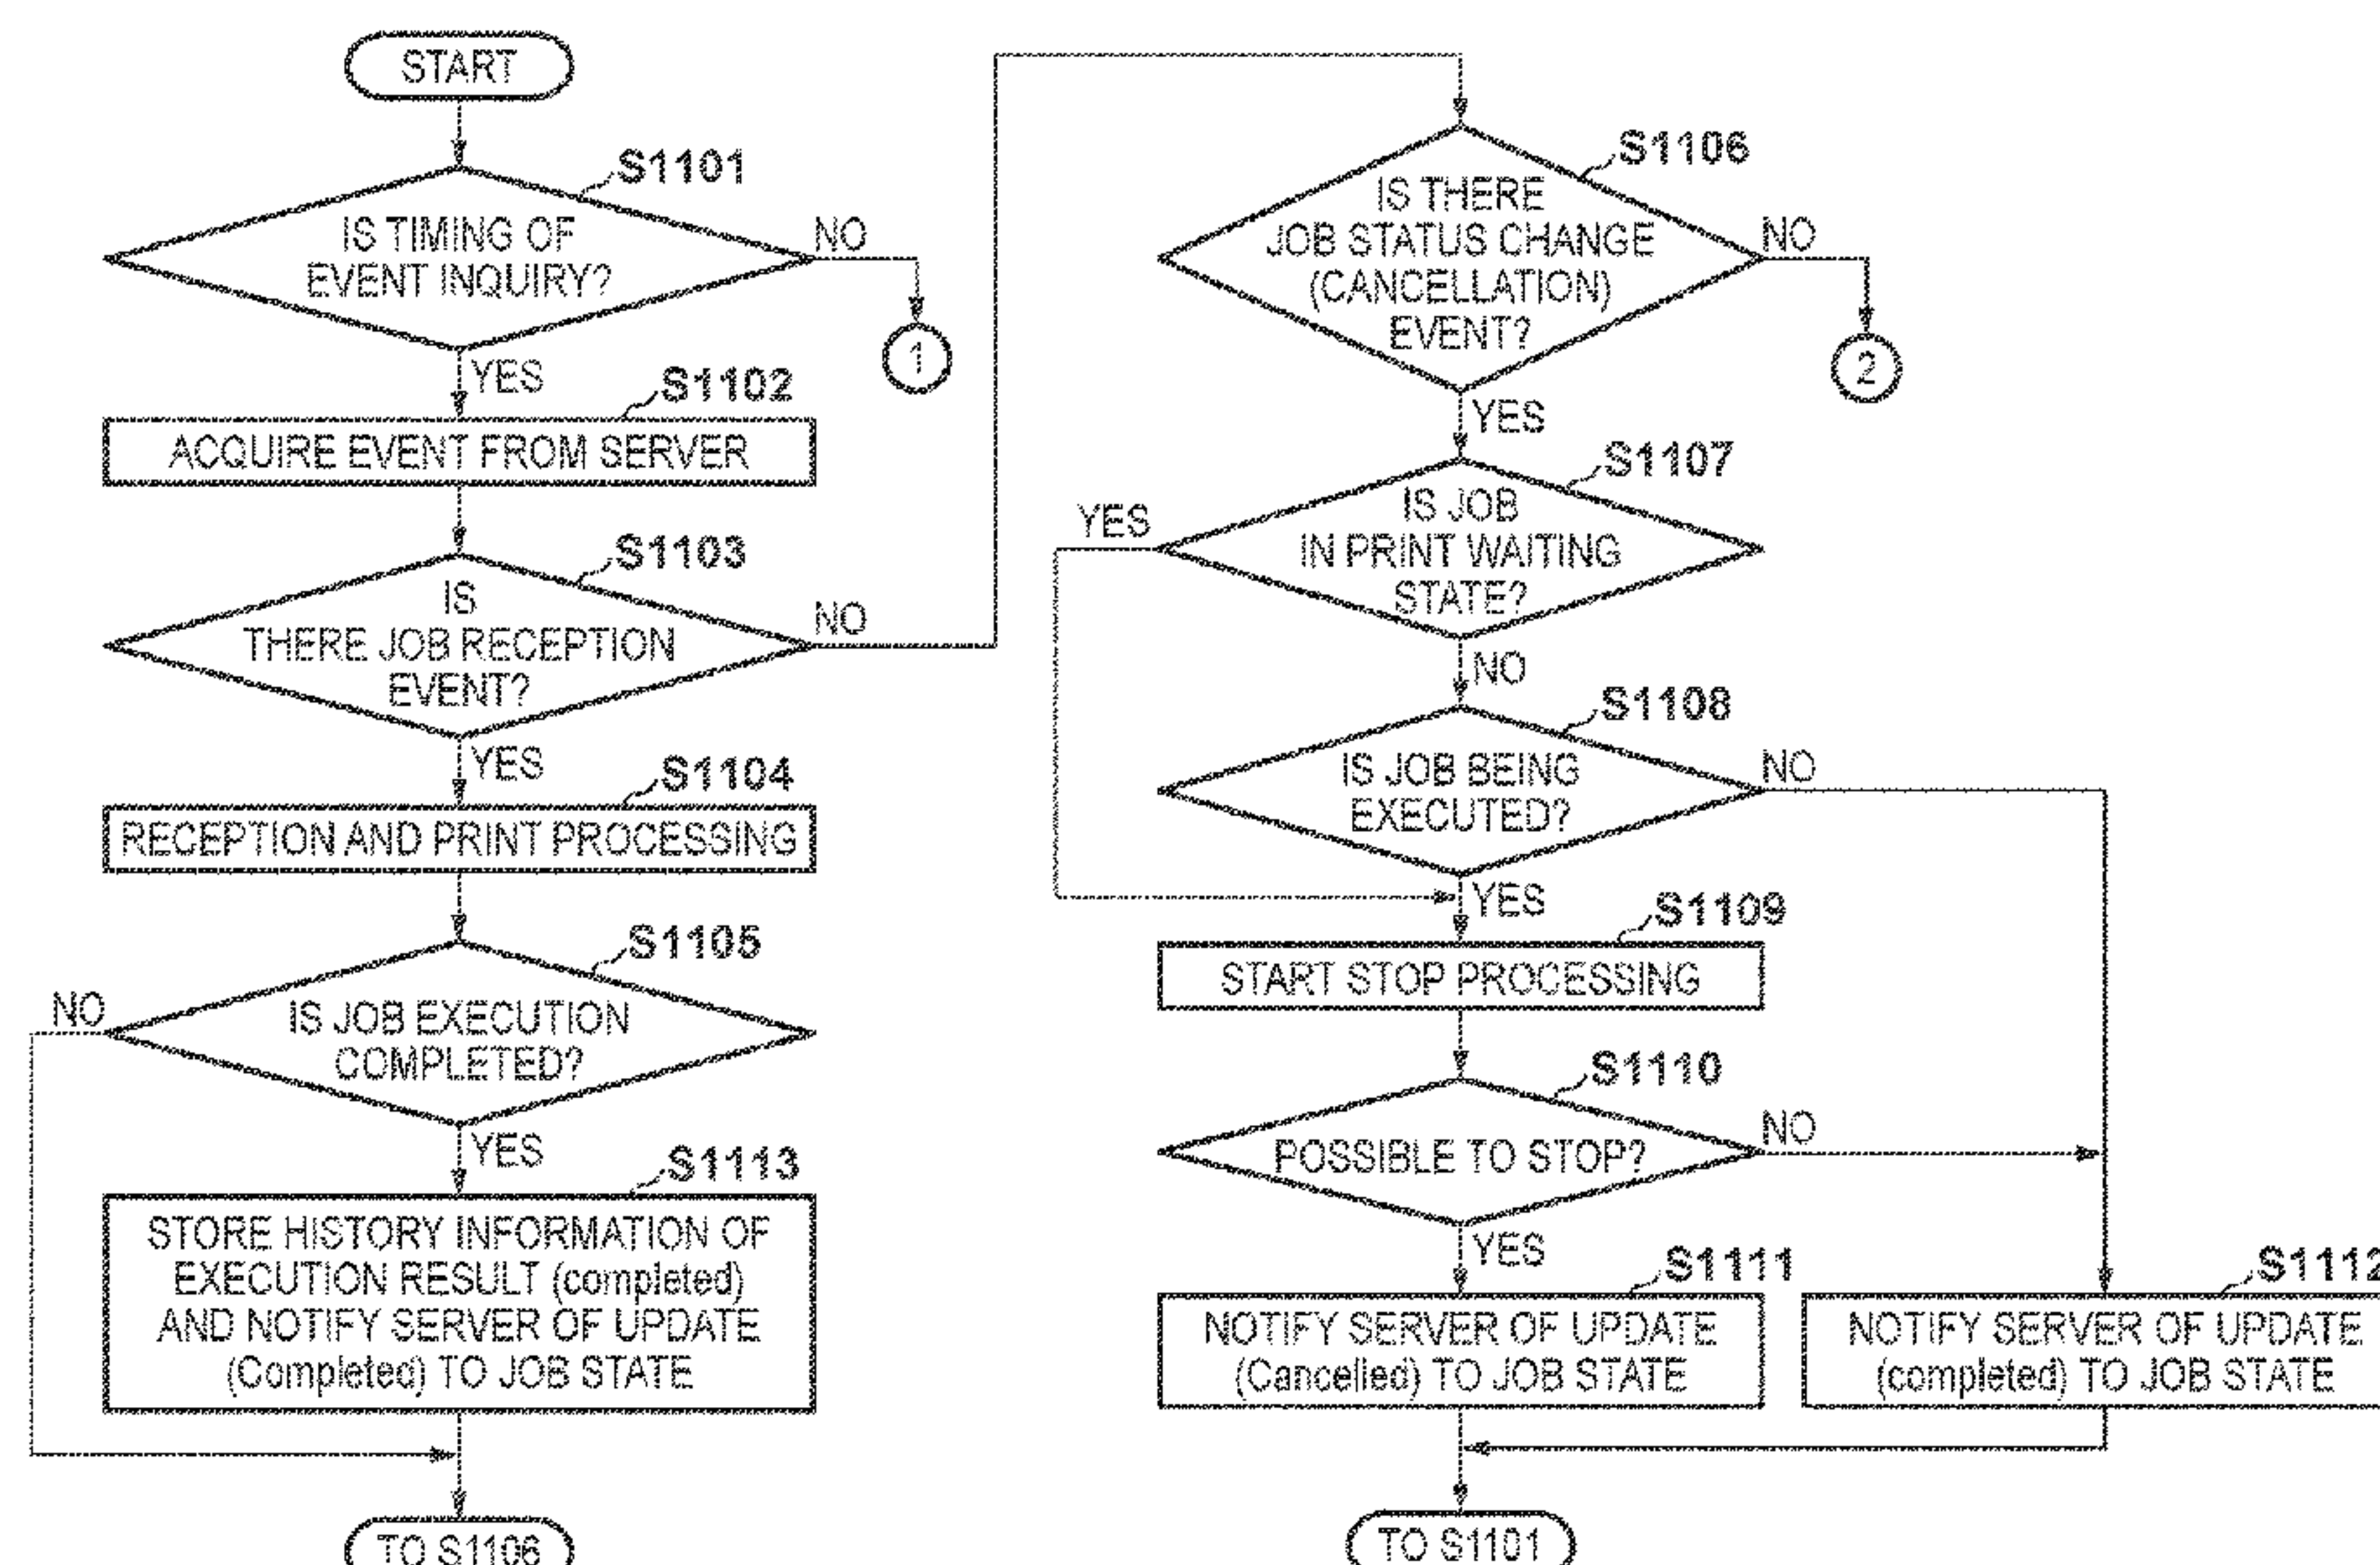 START
S1101
IS TIMING OF
EVENT INQUIRY?
NO
1
YES
S1102
ACQUIRE EVENT FROM SERVER
S1103
IS
THERE JOB RECEPTION
EVENT?
NO
YES
S1104
RECEPTION AND PRINT PROCESSING
S1105
NO
IS JOB EXECUTION
COMPLETED?
YES
S1113
STORE HISTORY INFORMATION OF
EXECUTION RESULT (completed)
AND NOTIFY SERVER OF UPDATE
(Completed) TO JOB STATE
TO S1106
S1106
IS THERE
JOB STATUS CHANGE
(CANCELLATION)
EVENT?
NO
2
YES
S1107
YES
IS JOB
IN PRINT WAITING
STATE?
NO
S1108
IS JOB BEING
EXECUTED?
NO
YES
S1109
START STOP PROCESSING
S1110
POSSIBLE TO STOP?
NO
YES
S1111
NOTIFY SERVER OF UPDATE
(Cancelled) TO JOB STATE
S1112
NOTIFY SERVER OF UPDATE
(completed) TO JOB STATE
TO S1101